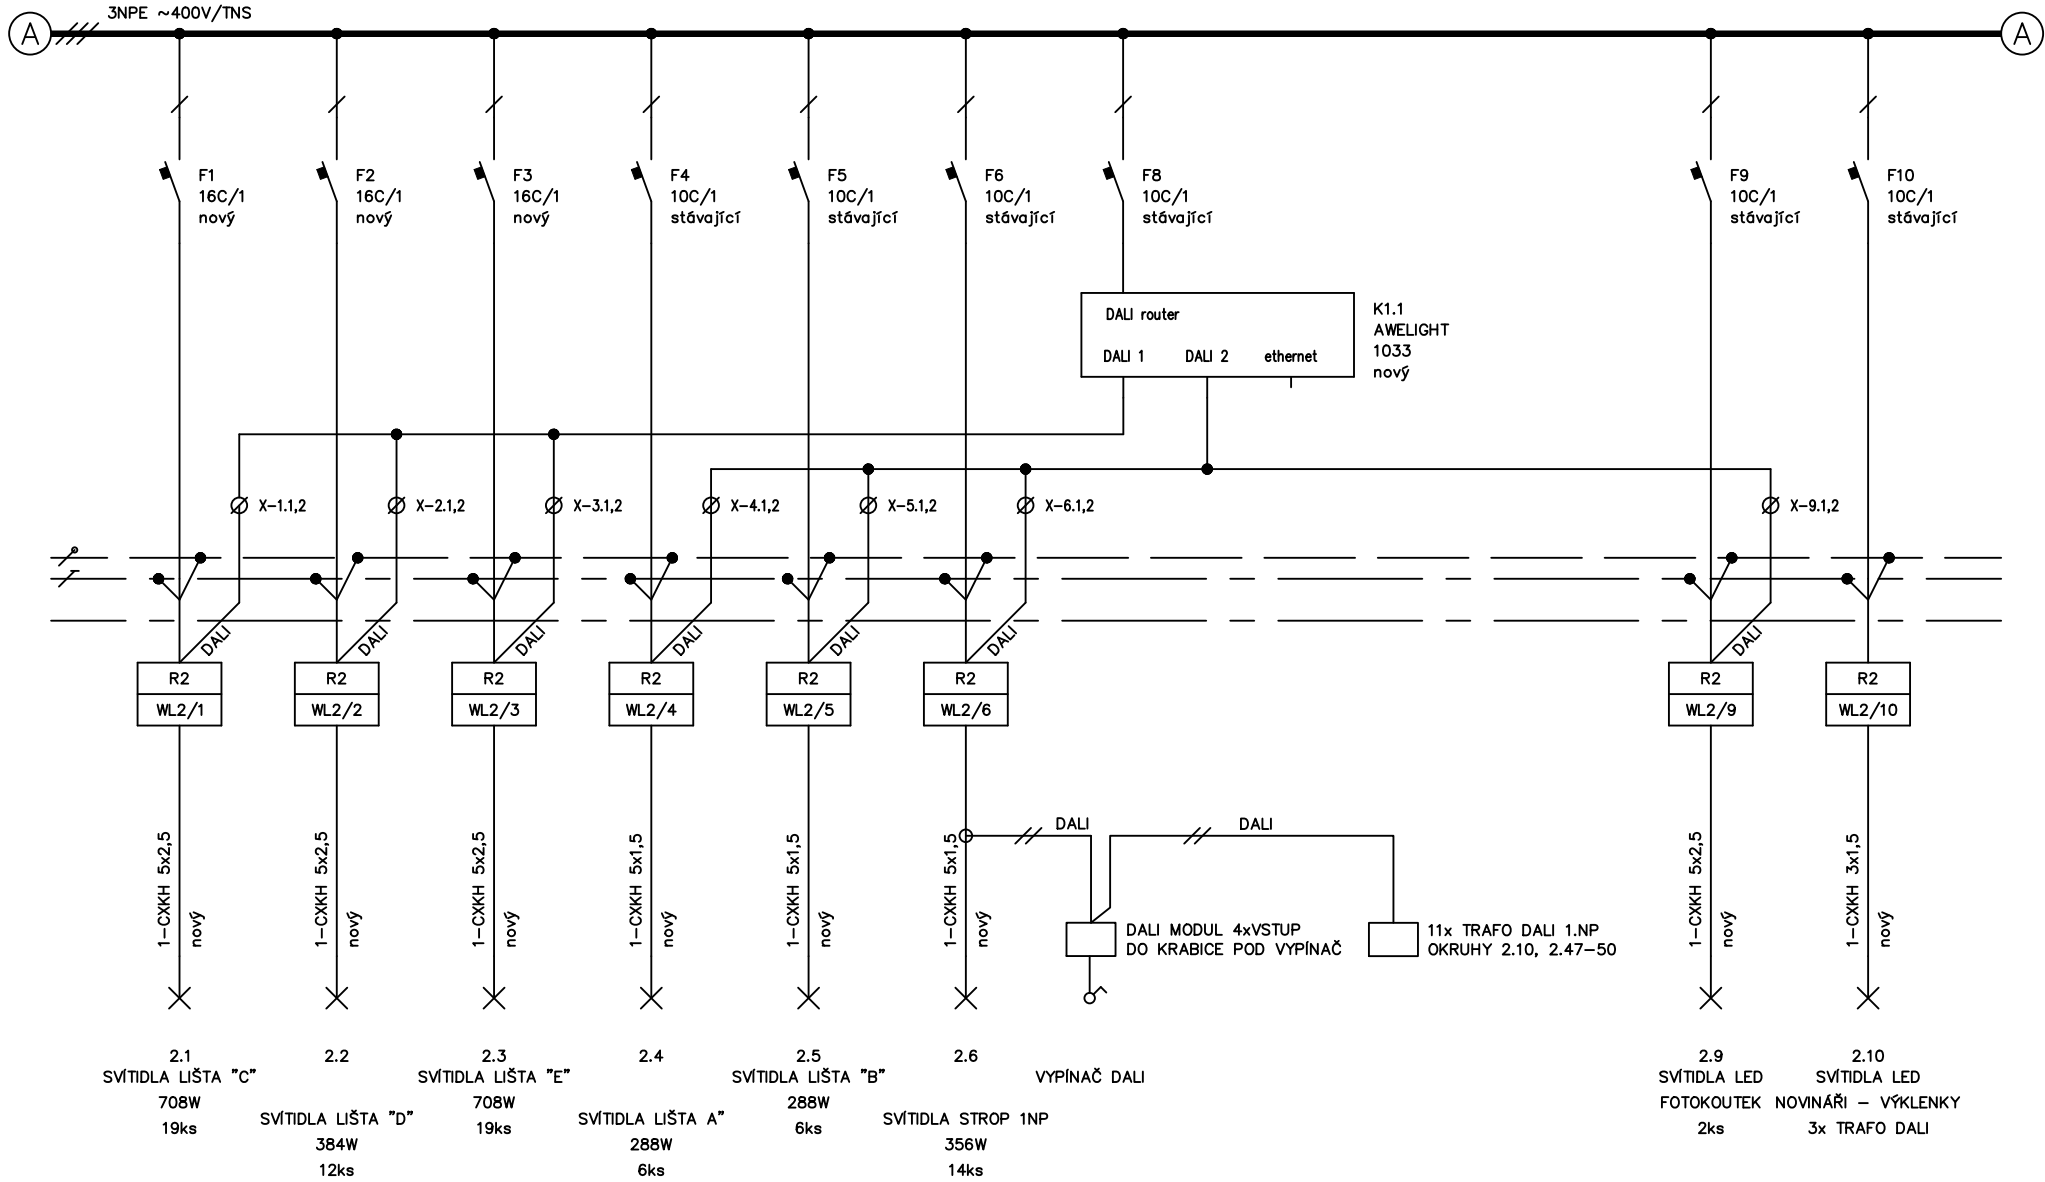 3NPE ~400V/TNS
A
A
F1
16C/1
nový
F2
16C/1
nový
F3
16C/1
nový
F4
10C/1
stávající
F5
10C/1
stávající
F6
10C/1
stávající
F8
10C/1
stávající
F9
10C/1
stávající
F10
10C/1
stávající
DALI router
DALI 1
DALI 2
ethernet
K1.1
AWELIGHT
1033
nový
X-1.1,2
X-2.1,2
X-3.1,2
X-4.1,2
X-5.1,2
X-6.1,2
X-9.1,2
DALI
DALI
DALI
DALI
DALI
DALI
DALI
R2
WL2/1
R2
WL2/2
R2
WL2/3
R2
WL2/4
R2
WL2/5
R2
WL2/6
R2
WL2/9
R2
WL2/10
1-CXKH 5x2,5
nový
1-CXKH 5x2,5
nový
1-CXKH 5x2,5
nový
1-CXKH 5x1,5
nový
1-CXKH 5x1,5
nový
1-CXKH 5x1,5
nový
1-CXKH 5x2,5
nový
1-CXKH 3x1,5
nový
DALI
DALI
DALI MODUL 4xVSTUP
DO KRABICE POD VYPÍNAČ
11x TRAFO DALI 1.NP
OKRUHY 2.10, 2.47-50
2.1
SVÍTIDLA LIŠTA "C"
708W
19ks
2.2
SVÍTIDLA LIŠTA "D"
384W
12ks
2.3
SVÍTIDLA LIŠTA "E"
708W
19ks
2.4
SVÍTIDLA LIŠTA A"
288W
6ks
2.5
SVÍTIDLA LIŠTA "B"
288W
6ks
2.6
SVÍTIDLA STROP 1NP
356W
14ks
VYPÍNAČ DALI
2.9
SVÍTIDLA LED
FOTOKOUTEK
2ks
2.10
SVÍTIDLA LED
NOVINÁŘI - VÝKLENKY
3x TRAFO DALI